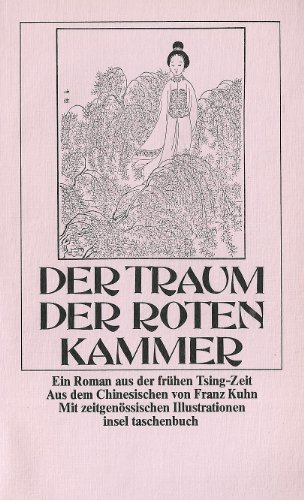 DER TRAUM
DER ROTEN
KAMMER
Ein Roman aus der frühen Tsing-Zeit
Aus dem Chinesischen von Franz Kuhn
Mit zeitgenössischen Illustrationen
insel taschenbuch